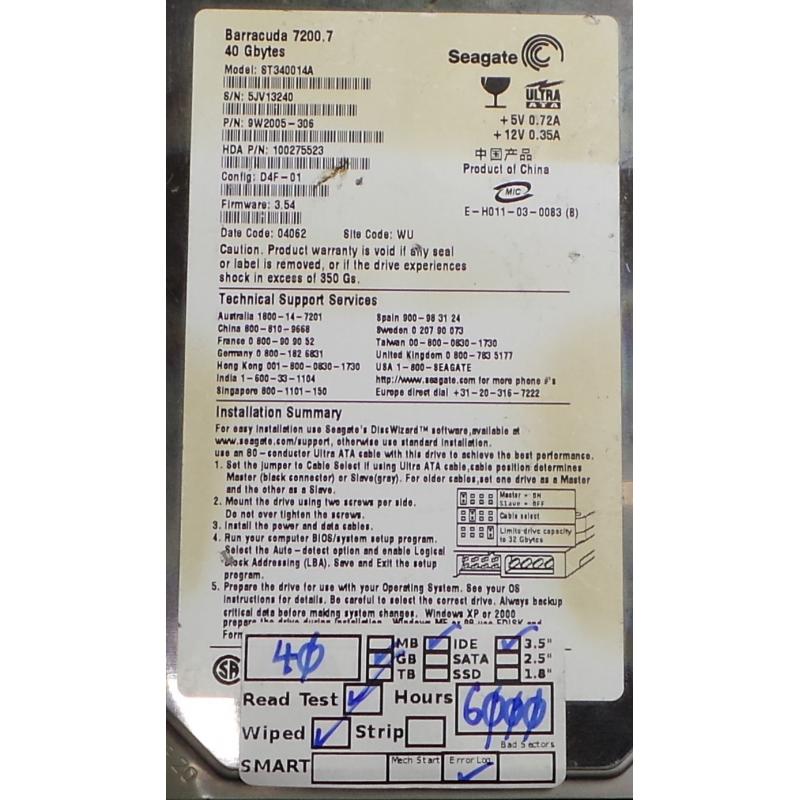 Barracuda 7200.7
40 Gbytes
Seagate
Model: ST340014A
S/N: 5JV13240
ULTRA
ATA
P/N: 9W2005-306
+5V 0.72A
+12V 0.35A
HDA P/N: 100275523
中国产品
Product of China
Config: D4F-01
MIC
Firmware: 3.54
E-H011-03-0083 (B)
Date Code: 04062 Site Code: WU
Caution. Product warranty is void if any seal
or label is removed, or if the drive experiences
shock in excess of 350 Gs.
Technical Support Services
Australia 1800-14-7201 Spain 900-98 31 24
China 800-810-9668 Sweden 0 207 90 073
France 0 800-90 90 52 Taiwan 00-800-0830-1730
Germany 0 800-182 6831 United Kingdom 0 800-783 5177
Hong Kong 001-800-0830-1730 USA 1-800-SEAGATE
India 1-600-33-1104 http://www.seagate.com for more phone #'s
Singapore 800-1101-150 Europe direct dial +31-20-316-7222
Installation Summary
For easy installation use Seagate's DiscWizard™ software,available at
www.seagate.com/support, otherwise use standard installation.
use an 80-conductor Ultra ATA cable with this drive to achieve the best performance.
1. Set the jumper to Cable Select if using Ultra ATA cable,cable position determines
Master (black connector) or Slave(gray). For older cables,set one drive as a Master
and the other as a Slave.
2. Mount the drive using two screws per side.
Do not over tighten the screws.
3. Install the power and data cables.
4. Run your computer BIOS/system setup program.
Select the Auto-detect option and enable Logical
Block Addressing (LBA). Save and Exit the setup
program.
Master = ON
Slave = OFF
Cable select
Limits drive capacity
to 32 Gbytes
5. Prepare the drive for use with your Operating System. See your OS
instructions for details. Be careful to select the correct drive. Always backup
critical data before making system changes. Windows XP or 2000
prepare the drive during installation. Windows ME or 98 use FDISK and
Form
40 MB IDE 3.5"
GB SATA 2.5"
TB SSD 1.8"
Read Test Hours 6000
Wiped Strip Bad Sectors
SMART Mech Start Error Log
20